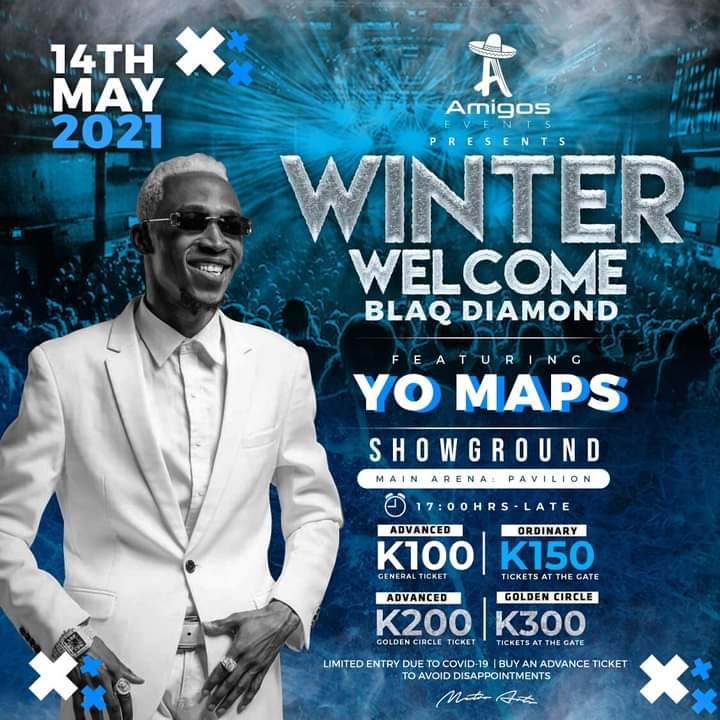 14TH
MAY
2021
Amigos
EVENTS
PRESENTS
WINTER
WELCOME
BLAQ DIAMOND
FEATURING
YO MAPS
SHOWGROUND
MAIN ARENA: PAVILION
17:00HRS-LATE
ADVANCED
K100
GENERAL TICKET
ORDINARY
K150
TICKETS AT THE GATE
ADVANCED
K200
GOLDEN CIRCLE TICKET
GOLDEN CIRCLE
K300
TICKETS AT THE GATE
LIMITED ENTRY DUE TO COVID-19 | BUY AN ADVANCE TICKET
TO AVOID DISAPPOINTMENTS